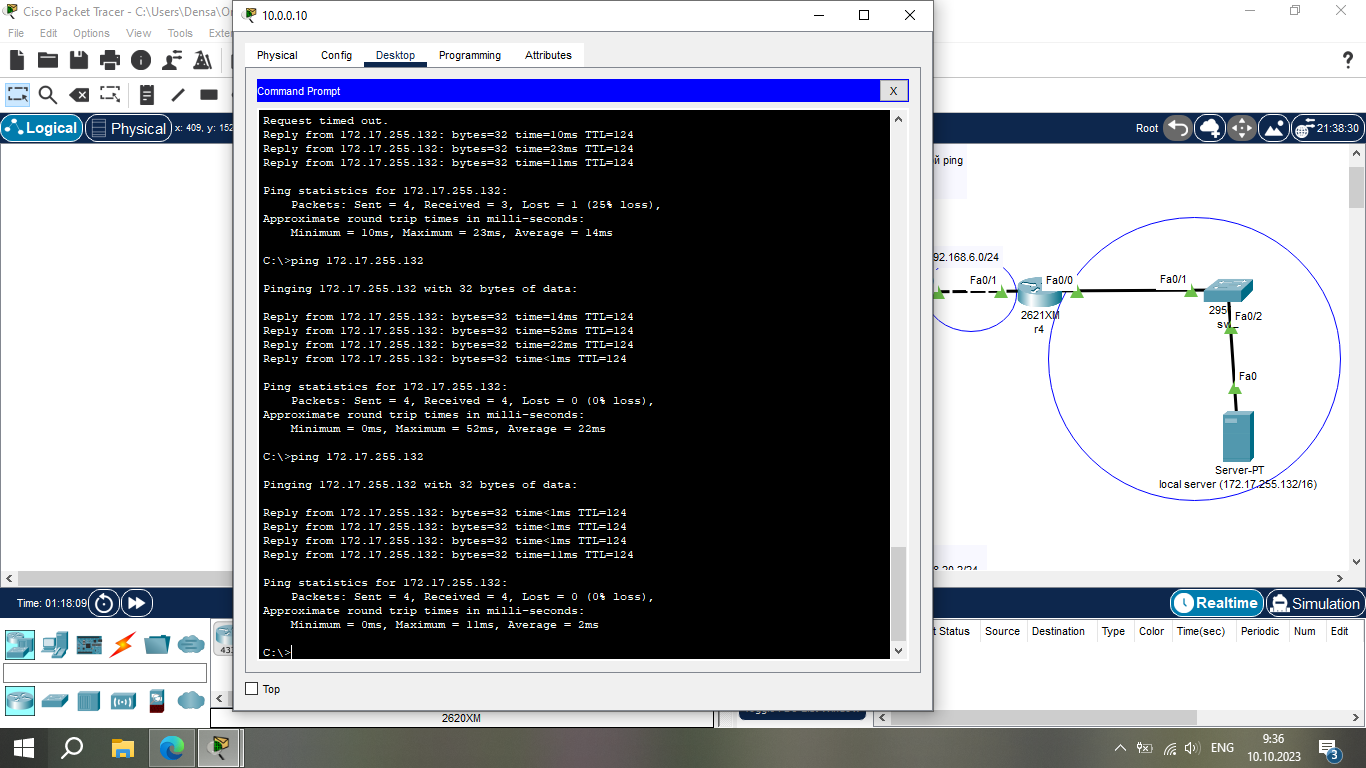 Cisco Packet Tracer - C:\Users\Densa\On
10.0.0.10
File Edit Options View Tools Exter
Physical Config Desktop Programming Attributes
Command Prompt
X
Logical
Physical
x: 409, y: 152
Root
21:38:30
Request timed out.
Reply from 172.17.255.132: bytes=32 time=10ms TTL=124
Reply from 172.17.255.132: bytes=32 time=23ms TTL=124
Reply from 172.17.255.132: bytes=32 time=11ms TTL=124
Ping statistics for 172.17.255.132:
Packets: Sent = 4, Received = 3, Lost = 1 (25% loss),
Approximate round trip times in milli-seconds:
Minimum = 10ms, Maximum = 23ms, Average = 14ms
C:\>ping 172.17.255.132
Pinging 172.17.255.132 with 32 bytes of data:
Reply from 172.17.255.132: bytes=32 time=14ms TTL=124
Reply from 172.17.255.132: bytes=32 time=52ms TTL=124
Reply from 172.17.255.132: bytes=32 time=22ms TTL=124
Reply from 172.17.255.132: bytes=32 time<1ms TTL=124
Ping statistics for 172.17.255.132:
Packets: Sent = 4, Received = 4, Lost = 0 (0% loss),
Approximate round trip times in milli-seconds:
Minimum = 0ms, Maximum = 52ms, Average = 22ms
C:\>ping 172.17.255.132
Pinging 172.17.255.132 with 32 bytes of data:
Reply from 172.17.255.132: bytes=32 time<1ms TTL=124
Reply from 172.17.255.132: bytes=32 time<1ms TTL=124
Reply from 172.17.255.132: bytes=32 time<1ms TTL=124
Reply from 172.17.255.132: bytes=32 time=11ms TTL=124
Ping statistics for 172.17.255.132:
Packets: Sent = 4, Received = 4, Lost = 0 (0% loss),
Approximate round trip times in milli-seconds:
Minimum = 0ms, Maximum = 11ms, Average = 2ms
C:\>
Top
й ping
92.168.6.0/24
Fa0/1
Fa0/0
2621XM
r4
Fa0/1
295
sw
Fa0/2
Fa0
Server-PT
local server (172.17.255.132/16)
Time: 01:18:09
Realtime
Simulation
t Status Source Destination Type Color Time(sec) Periodic Num Edit
433
2620XM
ENG
9:36
10.10.2023
3